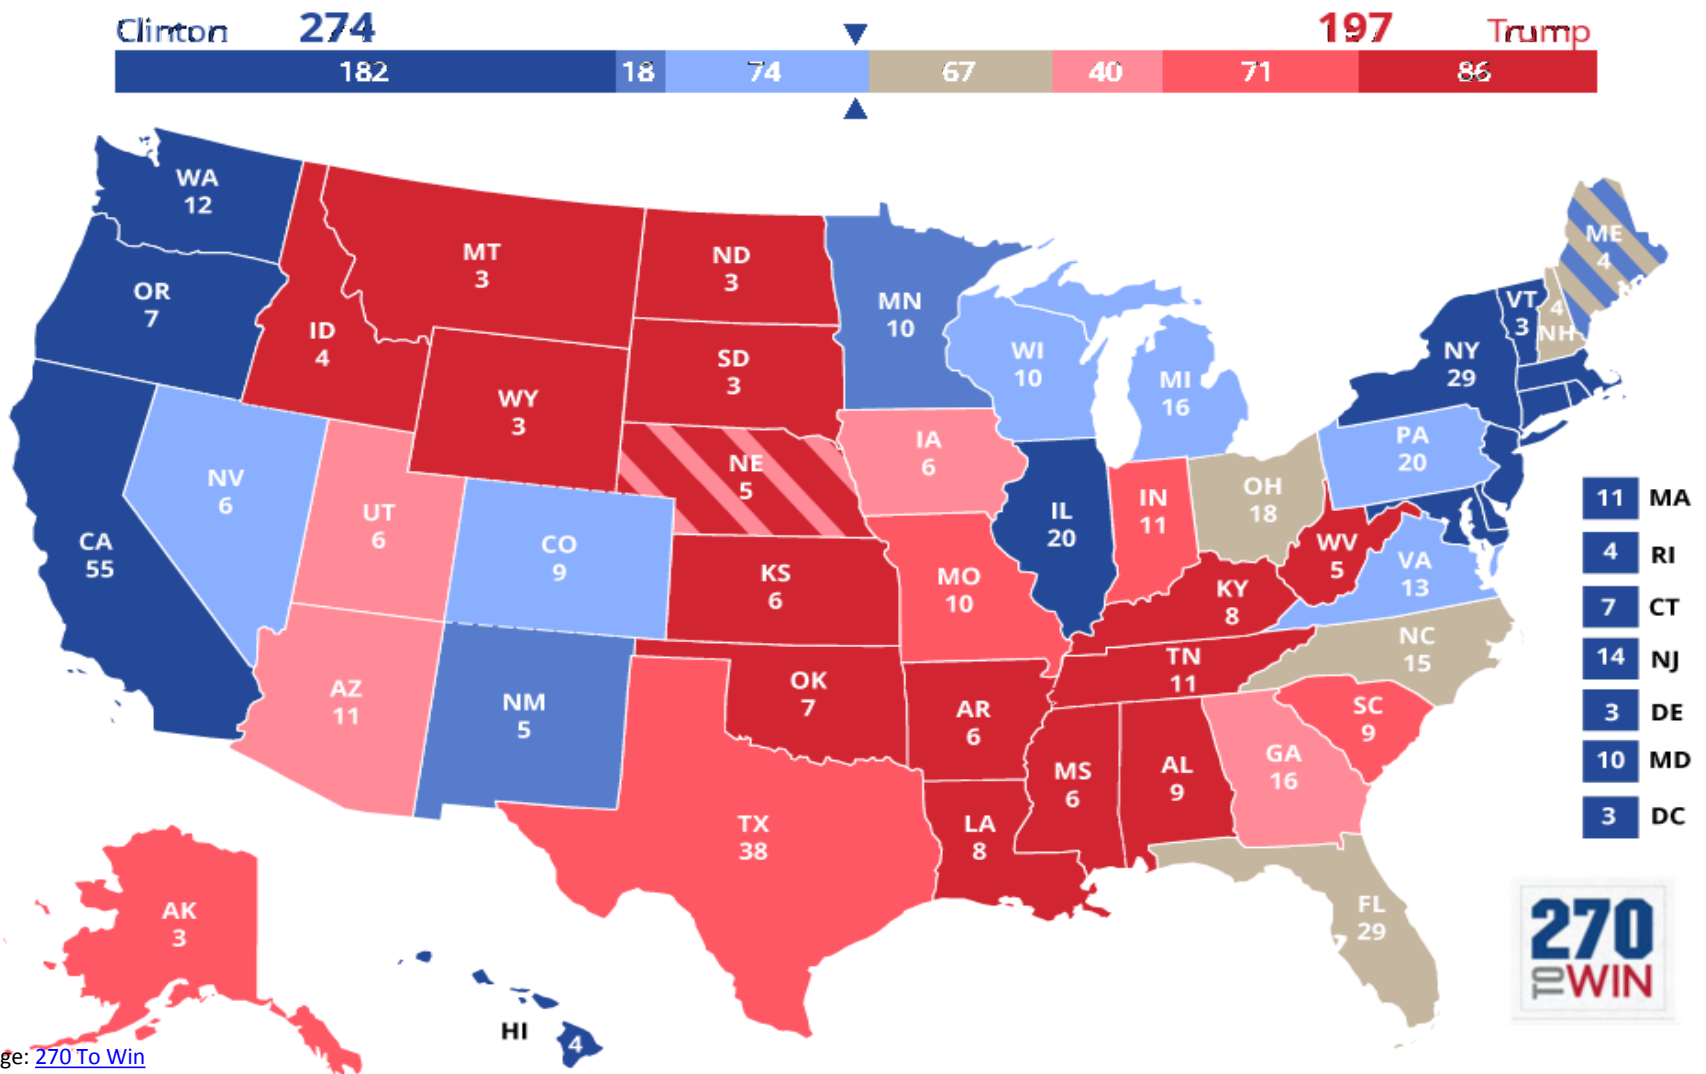 Clinton 274 197 Trump
182 18 74 67 40 71 86
WA
12
OR
7
CA
55
NV
6
ID
4
MT
3
WY
3
UT
6
CO
9
AZ
11
NM
5
ND
3
SD
3
NE
5
KS
6
OK
7
TX
38
MN
10
IA
6
MO
10
AR
6
LA
8
WI
10
IL
20
MI
16
IN
11
OH
18
KY
8
TN
11
MS
6
AL
9
GA
16
FL
29
SC
9
NC
15
VA
13
WV
5
PA
20
NY
29
VT
3
4
NH
ME
4
11 MA
4 RI
7 CT
14 NJ
3 DE
10 MD
3 DC
AK
3
HI
4
270
TO WIN
ge: 270 To Win